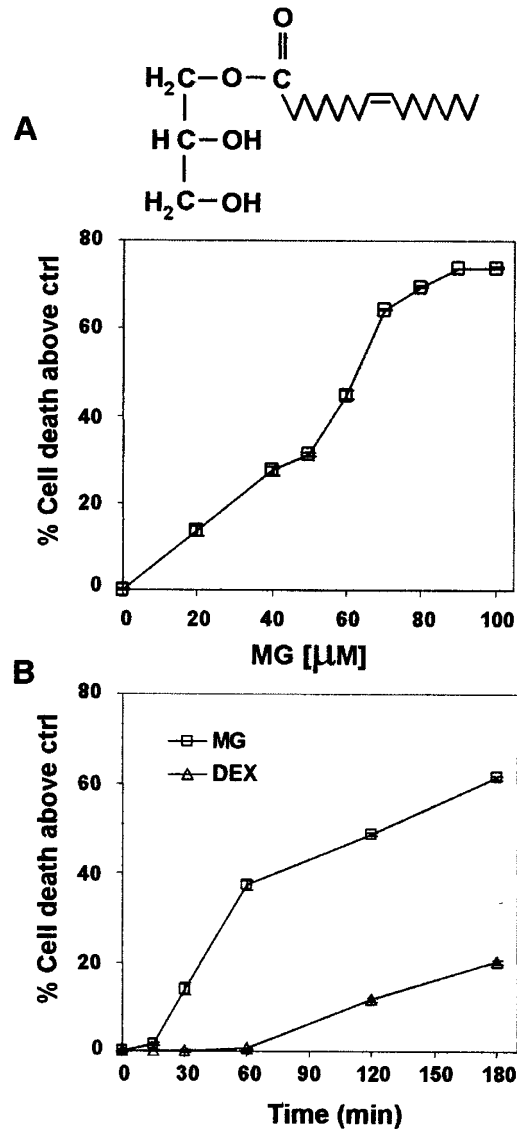 O
H₂C–O–C
A
HC–OH
H₂C–OH
% Cell death above ctrl
80
60
40
20
0
0 20 40 60 80 100
MG [μM]
B
% Cell death above ctrl
80
60
40
20
0
MG
DEX
0 30 60 90 120 150 180
Time (min)